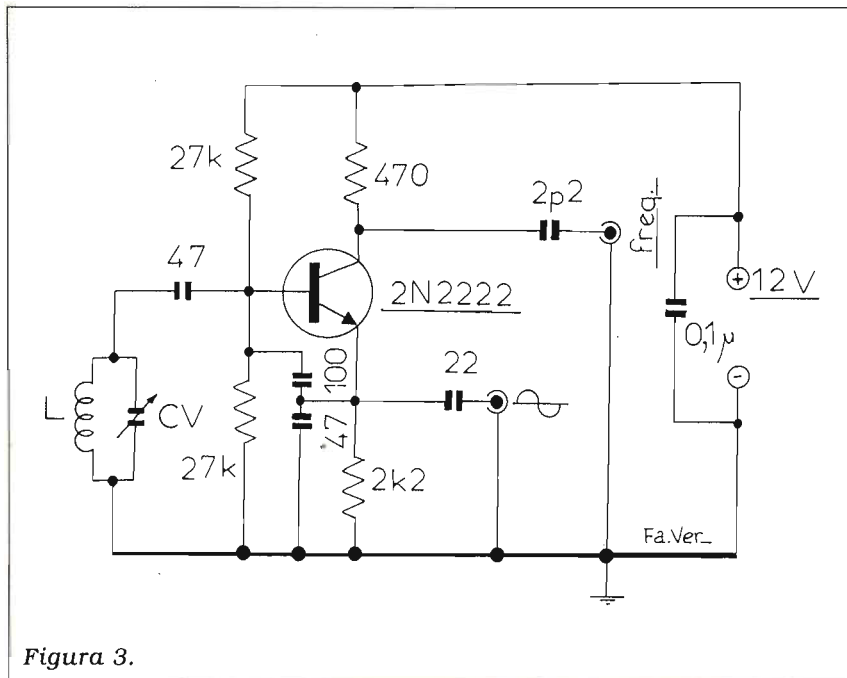 27k
470
2p2
freq.
47
2N2222
+
12V
0,1µ
-
100
22
L
CV
47
27k
2k2
Fa.Ver_
Figura 3.